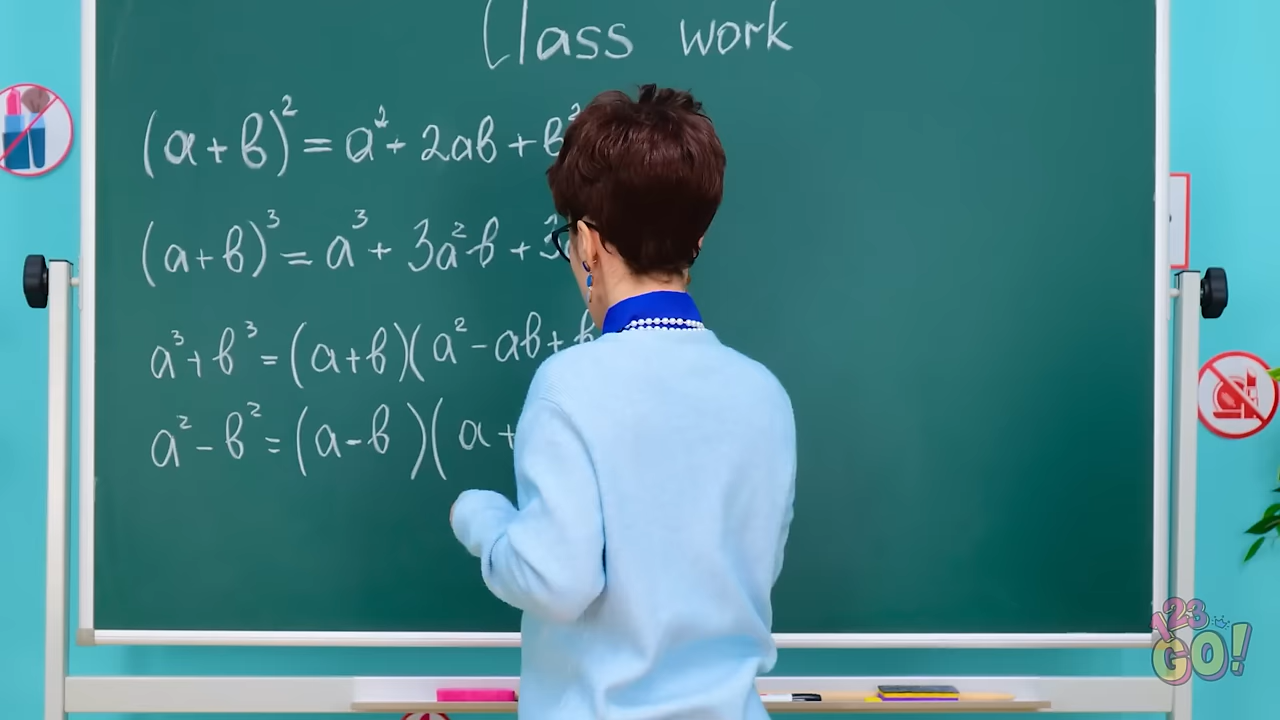 Class work
(a+b)² = a² + 2ab + b²
(a+b)³ = a³ + 3a²b + 3
a³+b³=(a+b)(a²-ab+b
a²-b²=(a-b)(a+
123
GO!